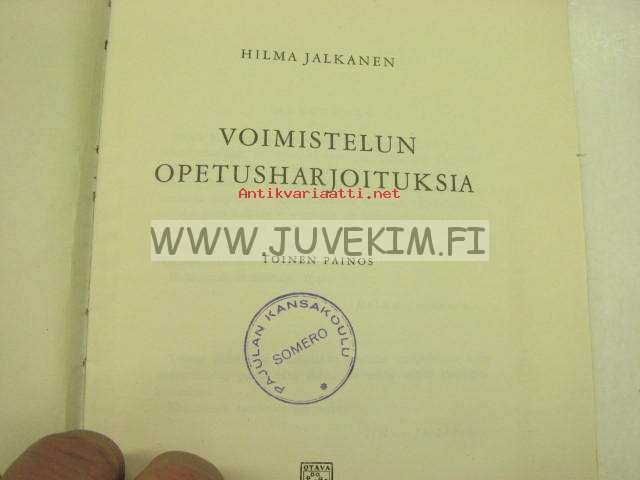 HILMA JALKANEN
VOIMISTELUN
OPETUSHARJOITUKSIA
Antikvariaatti.net
WWW.JUVEKIM.FI
TOINEN PAINOS
PAJULAN KANSAKOULU
SOMERO
OTAVA